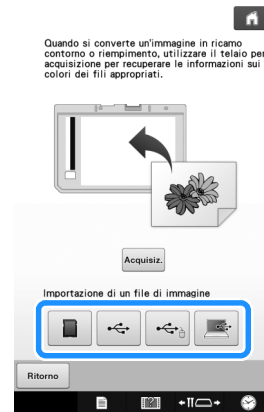 Quando si converte un'immagine in ricamo
contorno o riempimento, utilizzare il telaio per
acquisizione per recuperare le informazioni sui
colori dei fili appropriati.
Acquisiz.
Importazione di un file di immagine
Ritorno